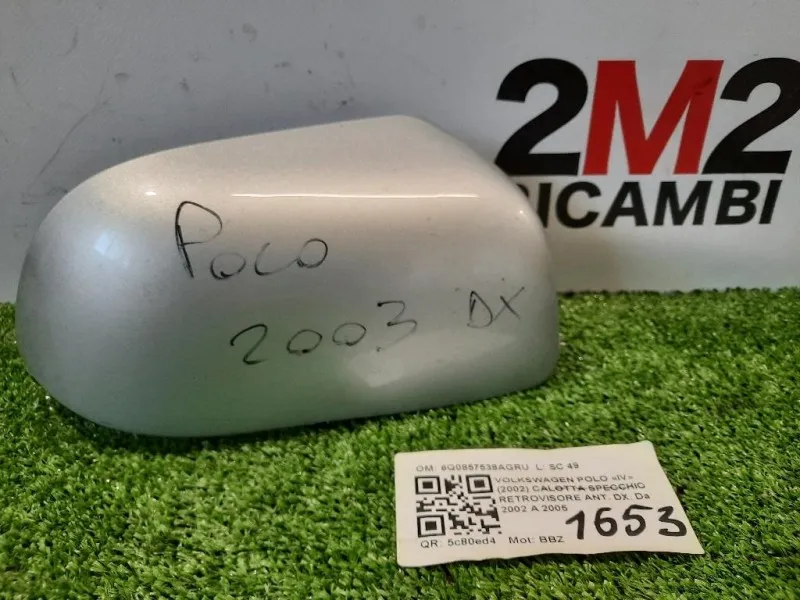 2M2
RICAMBI
Polo
2003 DX
OM: 6Q0857538AGRU L: SC 49
VOLKSWAGEN POLO «IV»
(2002) CALOTTA SPECCHIO
RETROVISORE ANT. DX. Da
2002 A 2005
1653
QR: 5c80ed4 Mot: BBZ